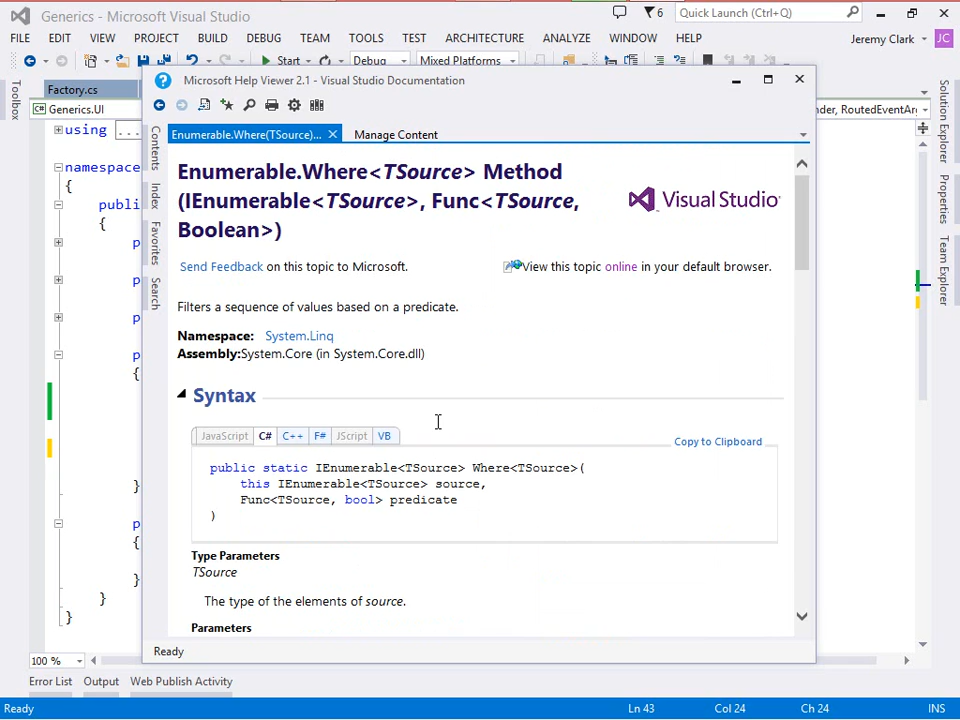 Generics - Microsoft Visual Studio
6
Quick Launch (Ctrl+Q)
FILE EDIT VIEW PROJECT BUILD DEBUG TEAM TOOLS TEST ARCHITECTURE ANALYZE WINDOW HELP
Jeremy Clark
JC
Start
Debug
Mixed Platforms
Toolbox
Factory.cs
Generics.UI
nder, RoutedEventArg
using ...
namespace
{
public
{
p
p
p
p
{
}
p
{
}
}
}
Solution Explorer
Properties
Team Explorer
Microsoft Help Viewer 2.1 - Visual Studio Documentation
Enumerable.Where(TSource)...
Manage Content
Contents
Index
Favorites
Search
Enumerable.Where<TSource> Method
(IEnumerable<TSource>, Func<TSource,
Boolean>)
Visual Studio
Send Feedback on this topic to Microsoft.
View this topic online in your default browser.
Filters a sequence of values based on a predicate.
Namespace: System.Linq
Assembly:System.Core (in System.Core.dll)
Syntax
JavaScript C# C++ F# JScript VB
Copy to Clipboard
public static IEnumerable<TSource> Where<TSource>(
this IEnumerable<TSource> source,
Func<TSource, bool> predicate
)
Type Parameters
TSource
The type of the elements of source.
Parameters
Ready
100 %
Error List Output Web Publish Activity
Ready
Ln 43 Col 24 Ch 24 INS